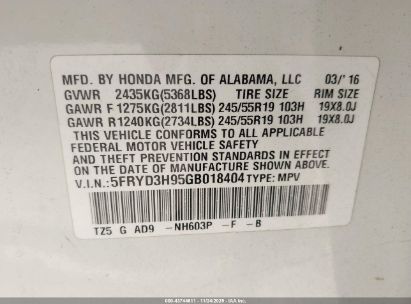 MFD. BY HONDA MFG. OF ALABAMA, LLC 03/'16
GVWR 2435KG(5368LBS) TIRE SIZE RIM SIZE
GAWR F 1275KG(2811LBS) 245/55R19 103H 19X8.0J
GAWR R1240KG(2734LBS) 245/55R19 103H 19X8.0J
THIS VEHICLE CONFORMS TO ALL APPLICABLE
FEDERAL MOTOR VEHICLE SAFETY
AND THEFT PREVENTION STANDARDS IN EFFECT
ON THE DATE OF MANUFACTURE SHOWN ABOVE.
V.I.N.: 5FRYD3H95GB018404 TYPE: MPV
TZ5 G AD9 -NH603P -F -B